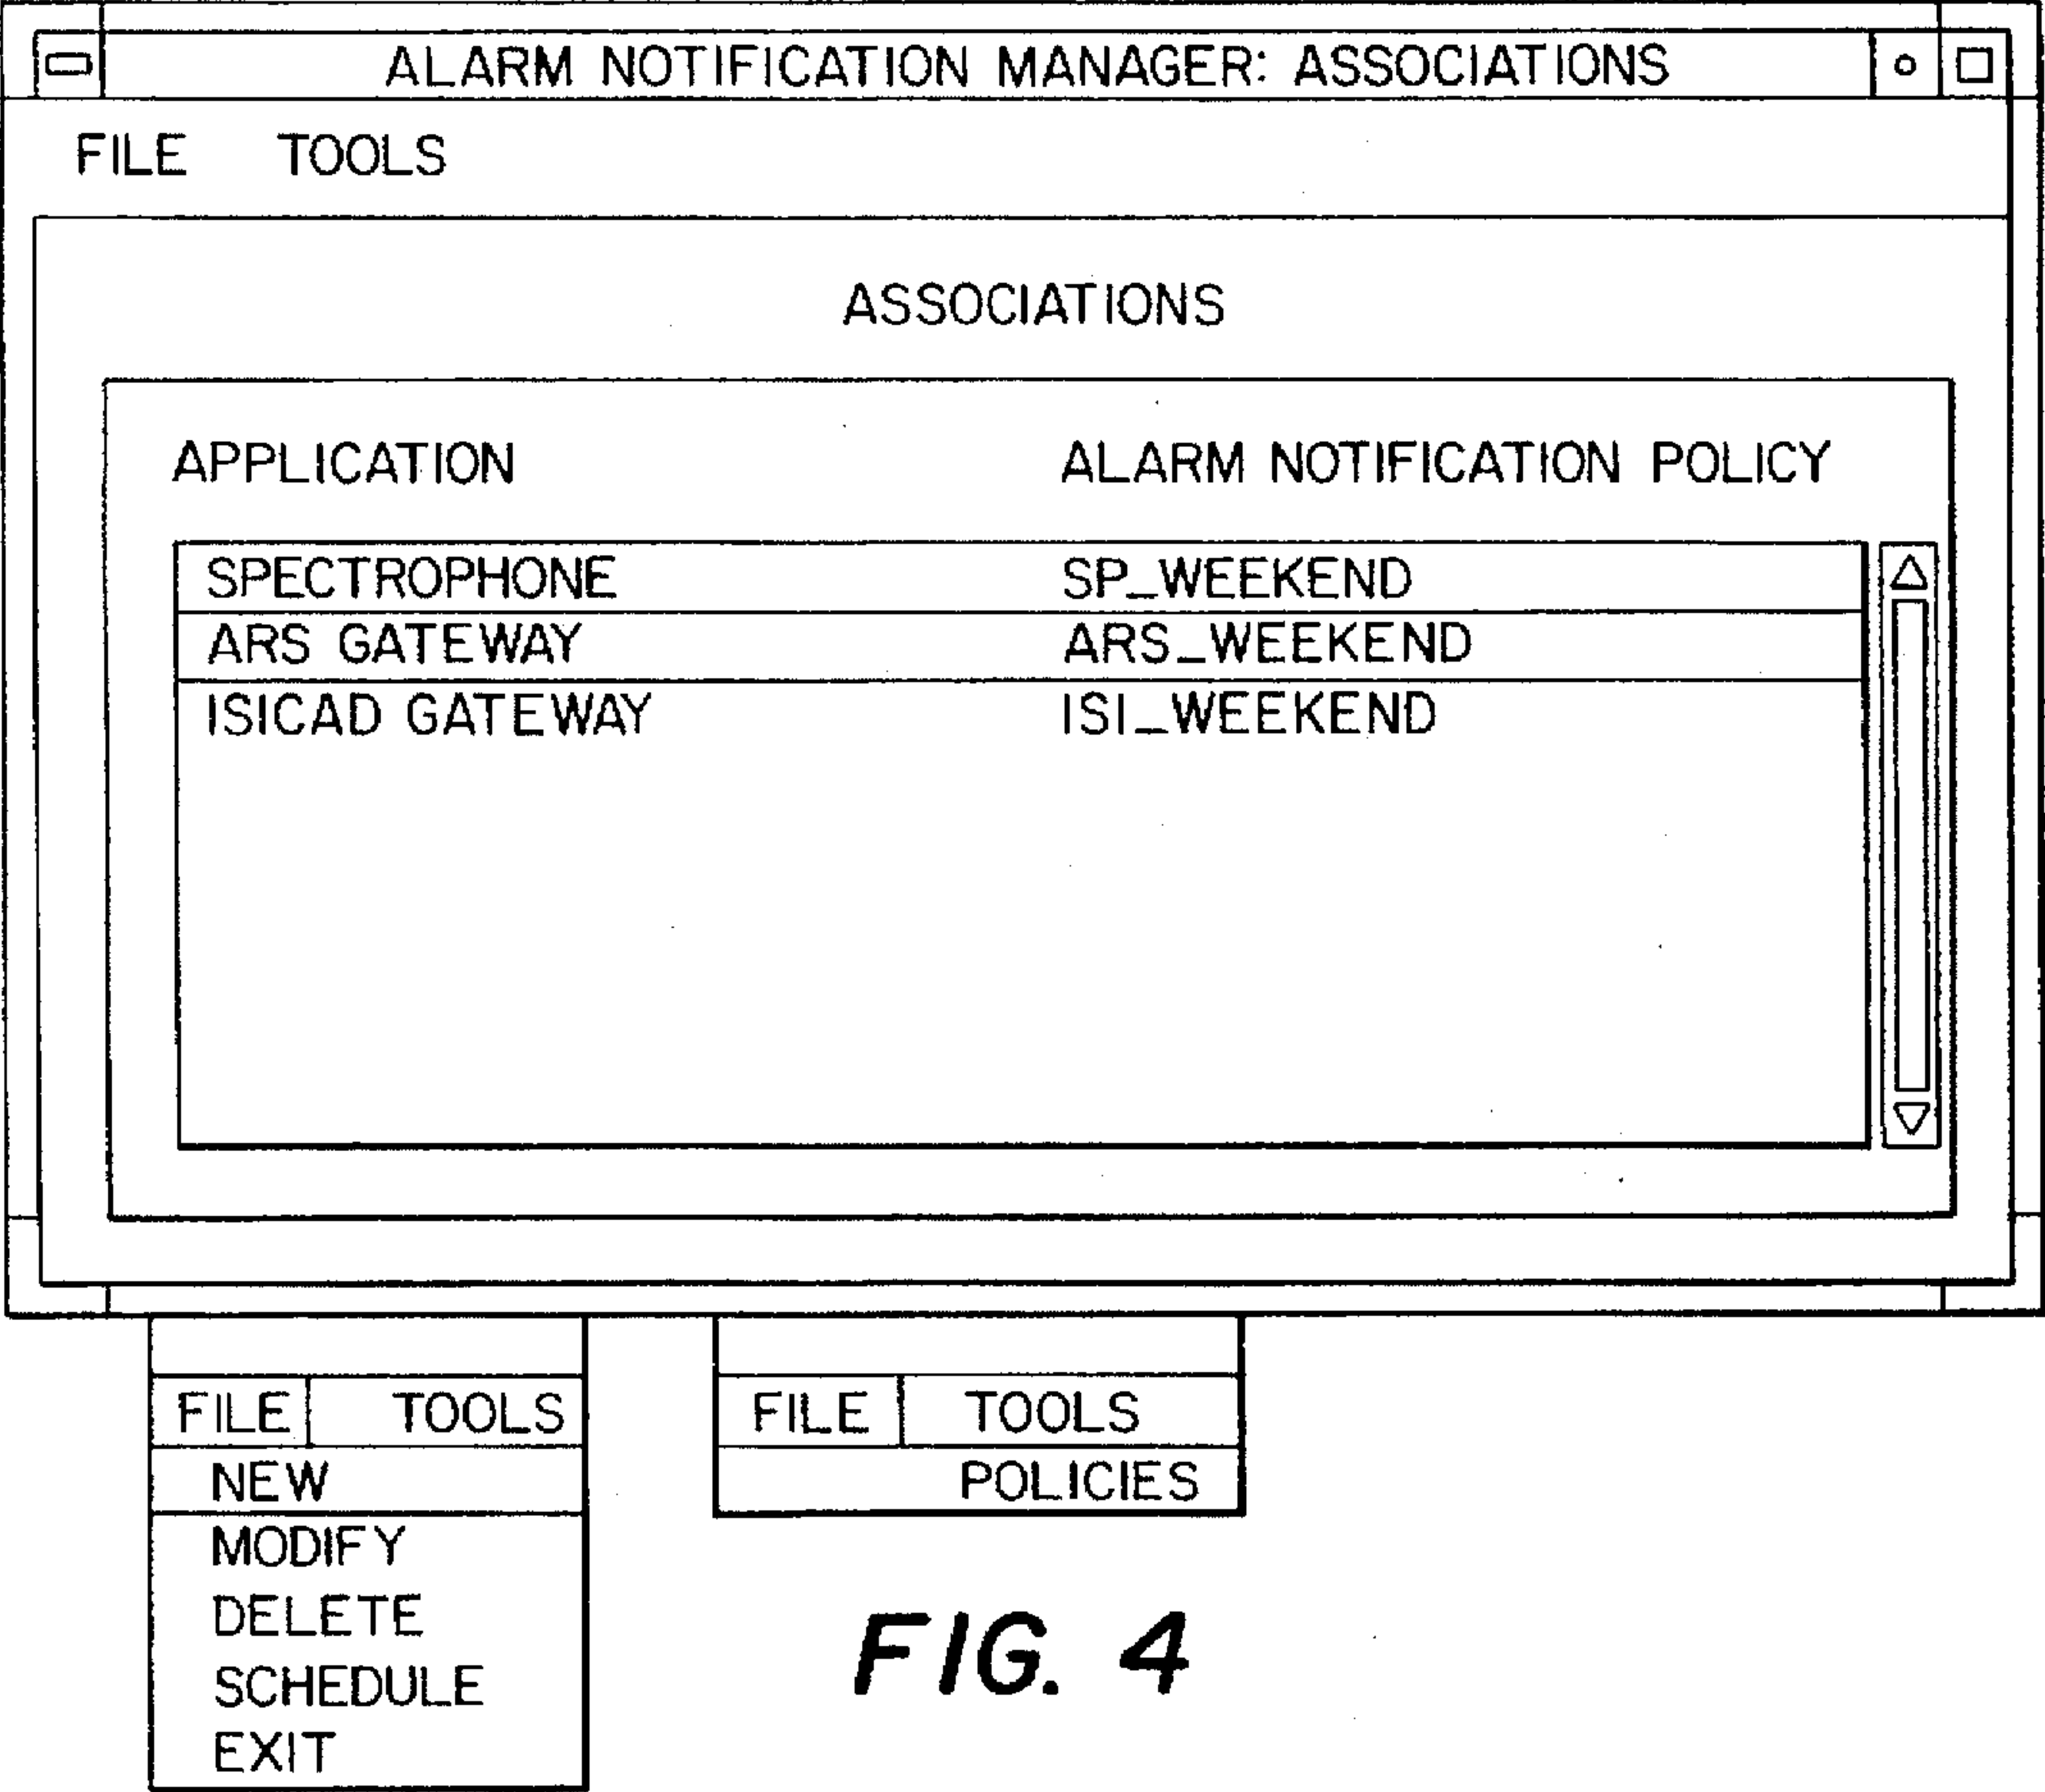 ALARM NOTIFICATION MANAGER: ASSOCIATIONS
FILE TOOLS
ASSOCIATIONS
APPLICATION ALARM NOTIFICATION POLICY
SPECTROPHONE SP_WEEKEND
ARS GATEWAY ARS_WEEKEND
ISICAD GATEWAY ISI_WEEKEND
FILE TOOLS
NEW
MODIFY
DELETE
SCHEDULE
EXIT
FILE TOOLS
POLICIES
FIG. 4